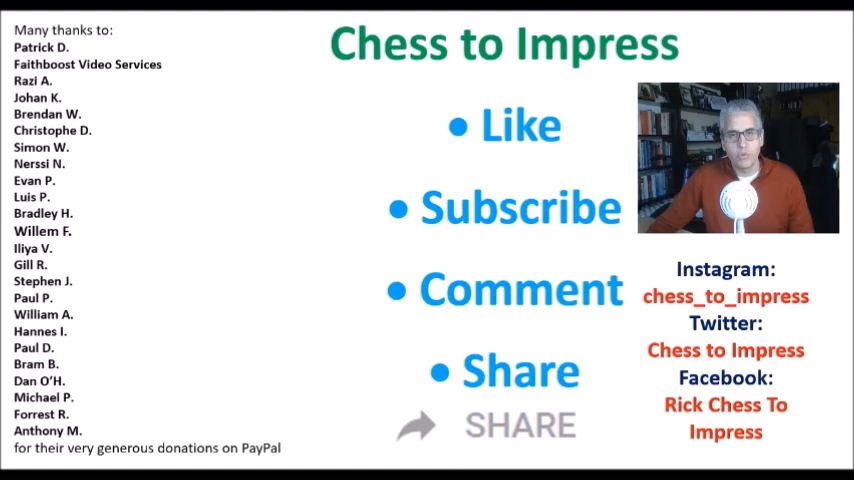 Many thanks to:
Patrick D.
Faithboost Video Services
Razi A.
Johan K.
Brendan W.
Christophe D.
Simon W.
Nerssi N.
Evan P.
Luis P.
Bradley H.
Willem F.
Iliya V.
Gill R.
Stephen J.
Paul P.
William A.
Hannes I.
Paul D.
Bram B.
Dan O'H.
Michael P.
Forrest R.
Anthony M.
for their very generous donations on PayPal
Chess to Impress
• Like
• Subscribe
• Comment
• Share
SHARE
Instagram:
chess_to_impress
Twitter:
Chess to Impress
Facebook:
Rick Chess To
Impress